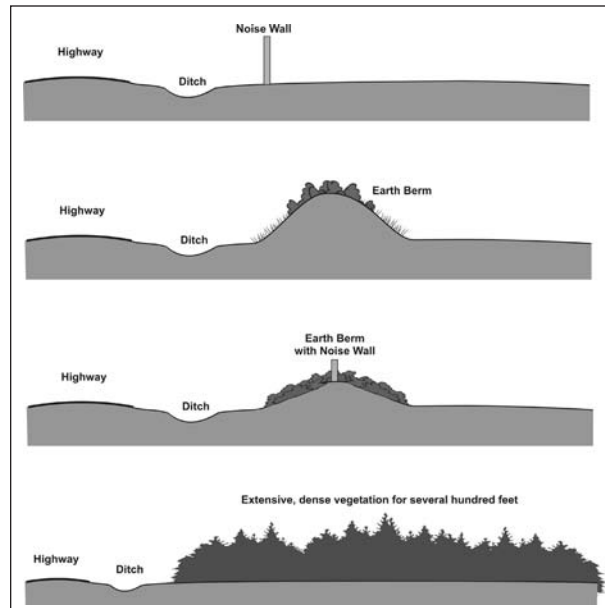 Noise Wall
Highway
Ditch
Earth Berm
Highway
Ditch
Earth Berm
with Noise Wall
Highway
Ditch
Extensive, dense vegetation for several hundred feet
Highway
Ditch